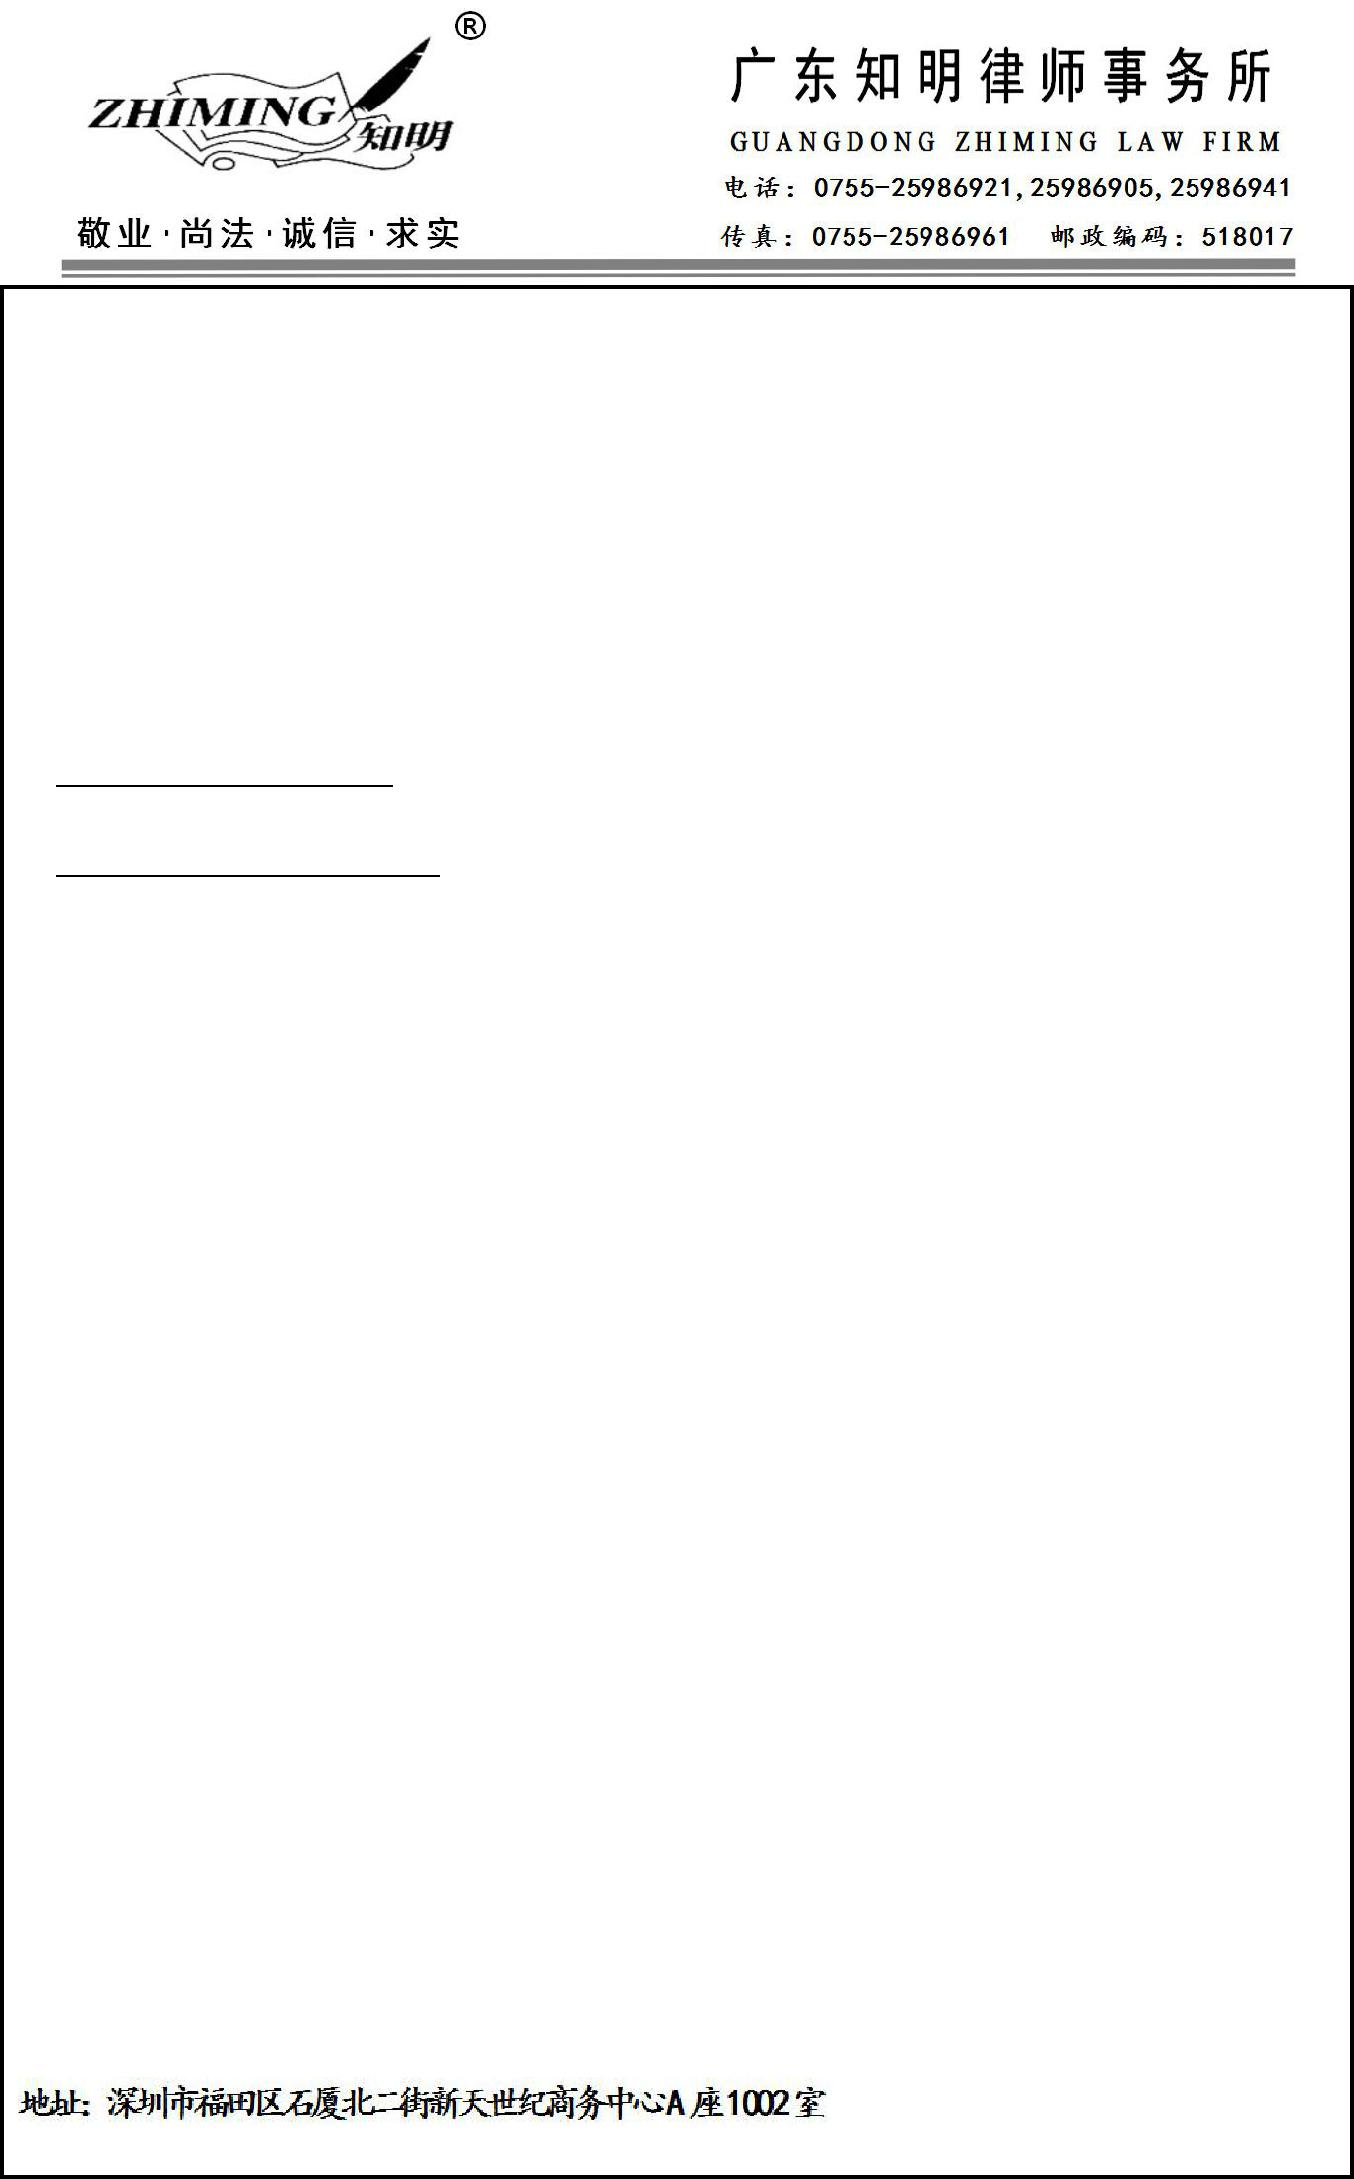 ®
ZHIMING
知明
敬业·尚法·诚信·求实
广东知明律师事务所
GUANGDONG ZHIMING LAW FIRM
电话：0755-25986921,25986905,25986941
传真：0755-25986961 邮政编码：518017
地址：深圳市福田区石厦北二街新天世纪商务中心A座1002室